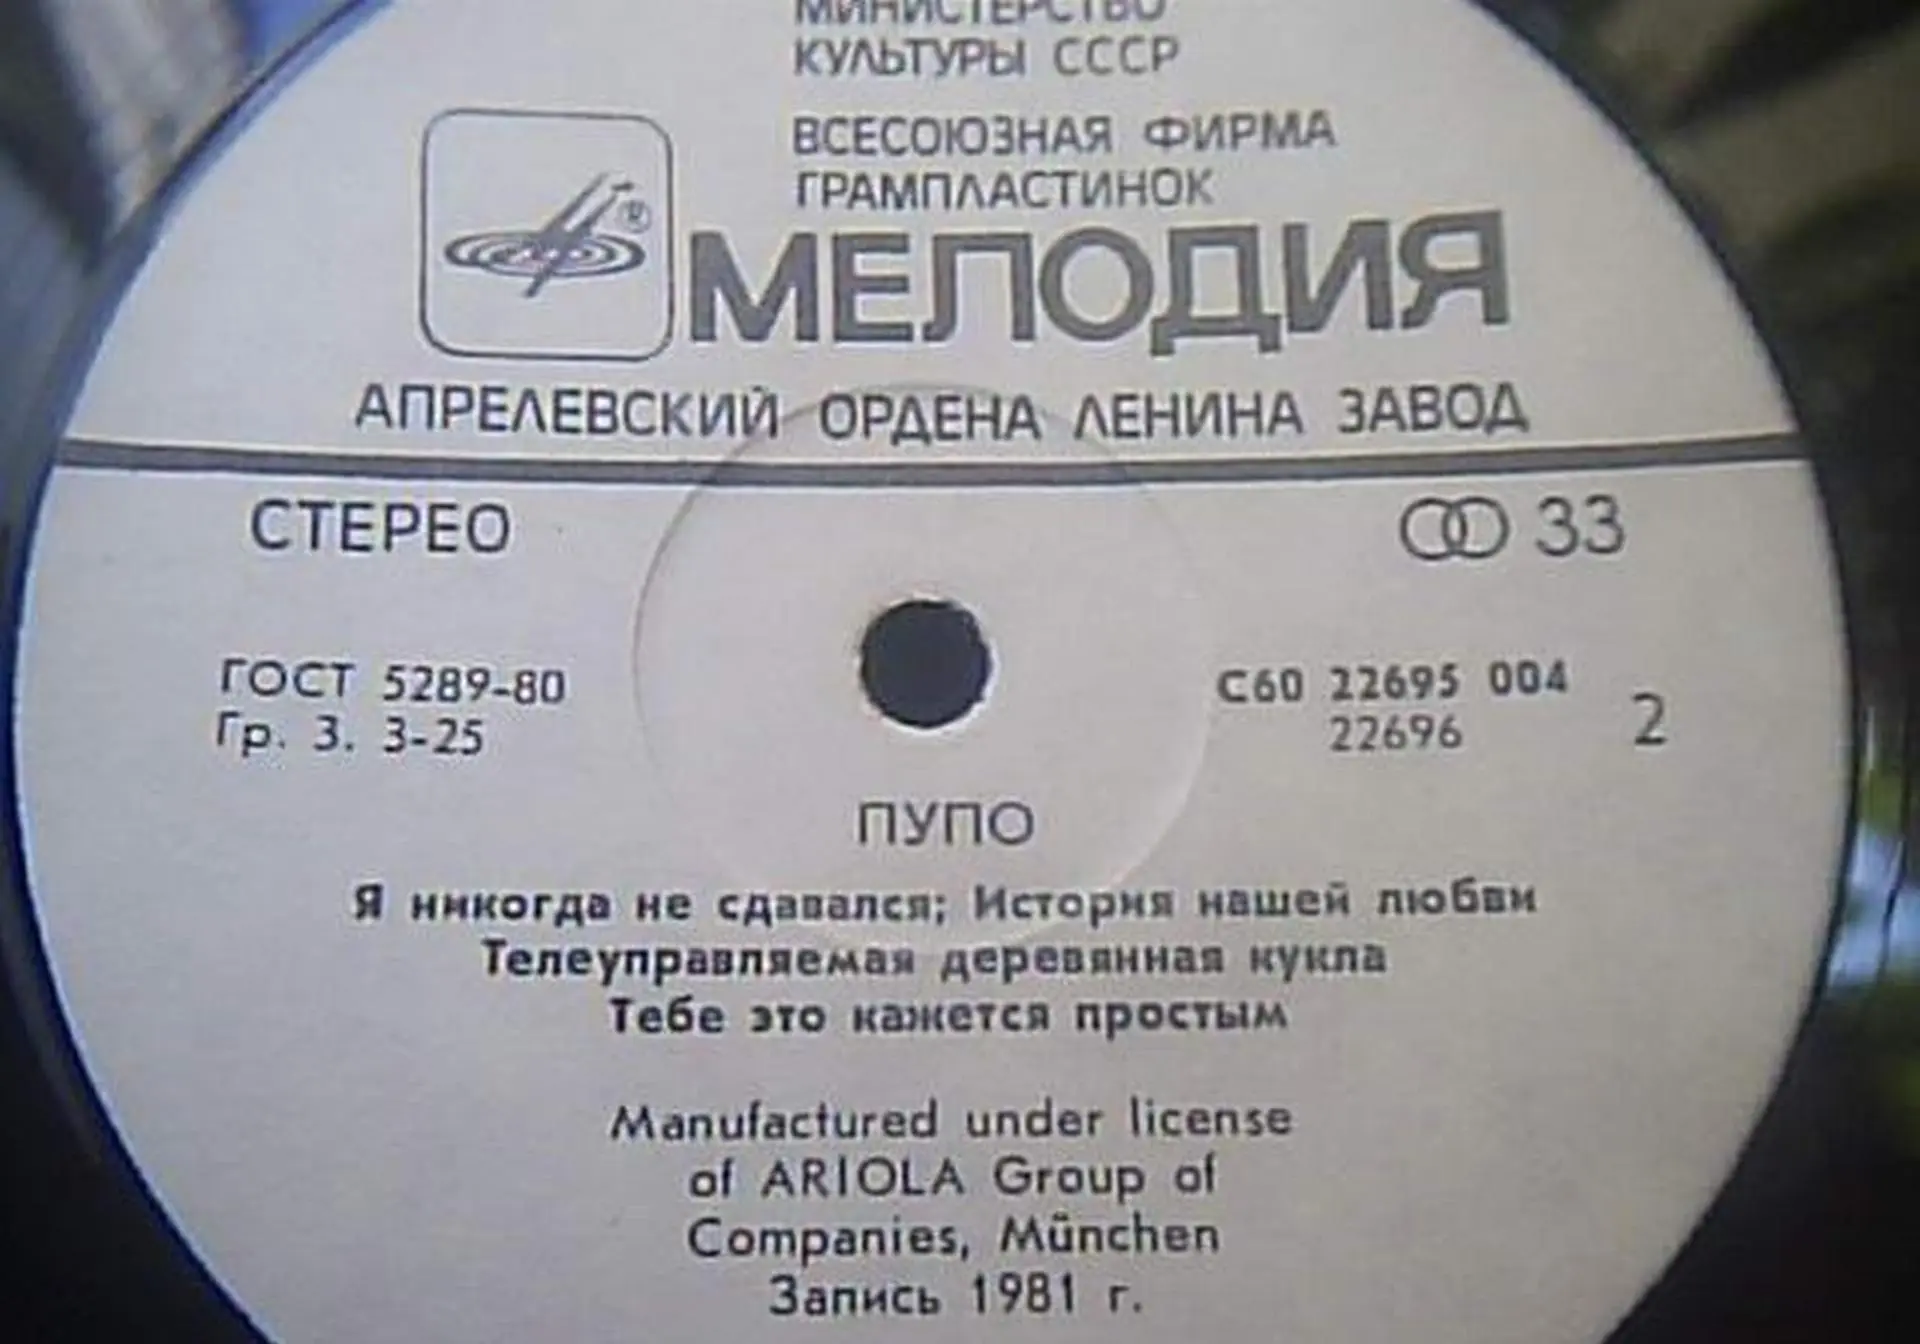 МИНИСТЕРСТВО
КУЛЬТУРЫ СССР
ВСЕСОЮЗНАЯ ФИРМА
ГРАМПЛАСТИНОК
®
МЕЛОДИЯ
АПРЕЛЕВСКИЙ ОРДЕНА ЛЕНИНА ЗАВОД
СТЕРЕО
33
ГОСТ 5289-80
Гр. 3. 3-25
С60 22695 004
22696
2
ПУПО
Я никогда не сдавался; История нашей любви
Телеуправляемая деревянная кукла
Тебе это кажется простым
Manufactured under license
of ARIOLA Group of
Companies, München
Запись 1981 г.